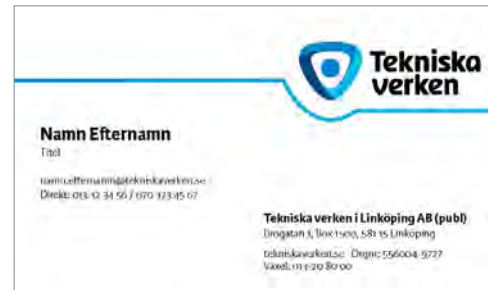 Tekniska
verken
Namn Efternamn
Titel
namn.efternamn@tekniskaverken.se
Direkt: 013-12 34 56 / 070-123 45 67
Tekniska verken i Linköping AB (publ)
Brogatan 1, Box 1500, 581 15 Linköping
tekniskaverken.se Orgnr: 556004-9727
Växel: 013-20 80 00